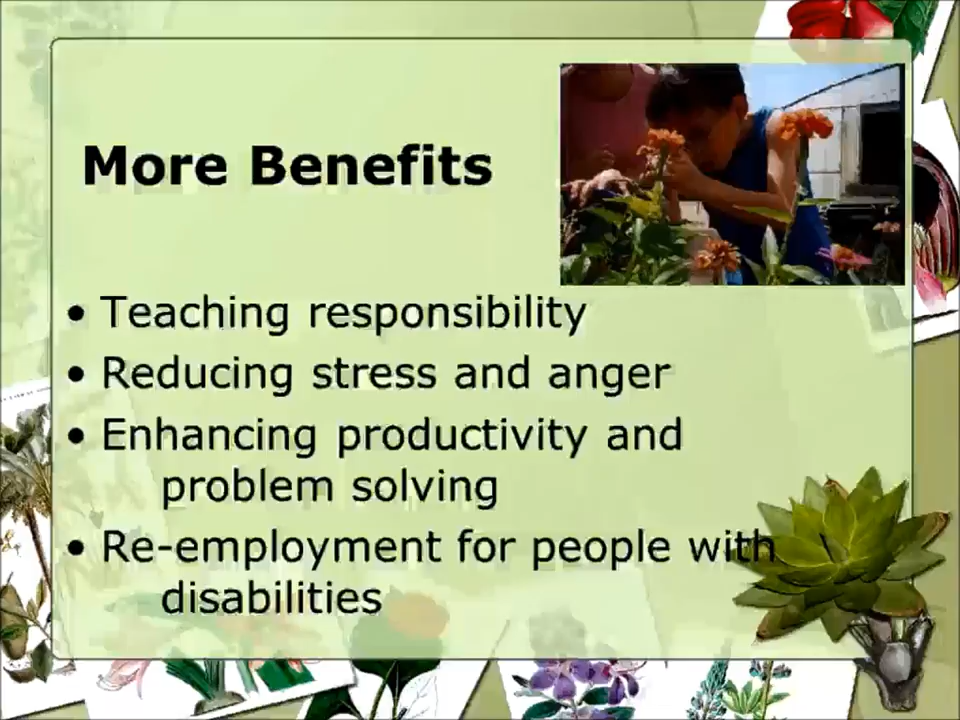 More Benefits
• Teaching responsibility
• Reducing stress and anger
• Enhancing productivity and
problem solving
• Re-employment for people with
disabilities